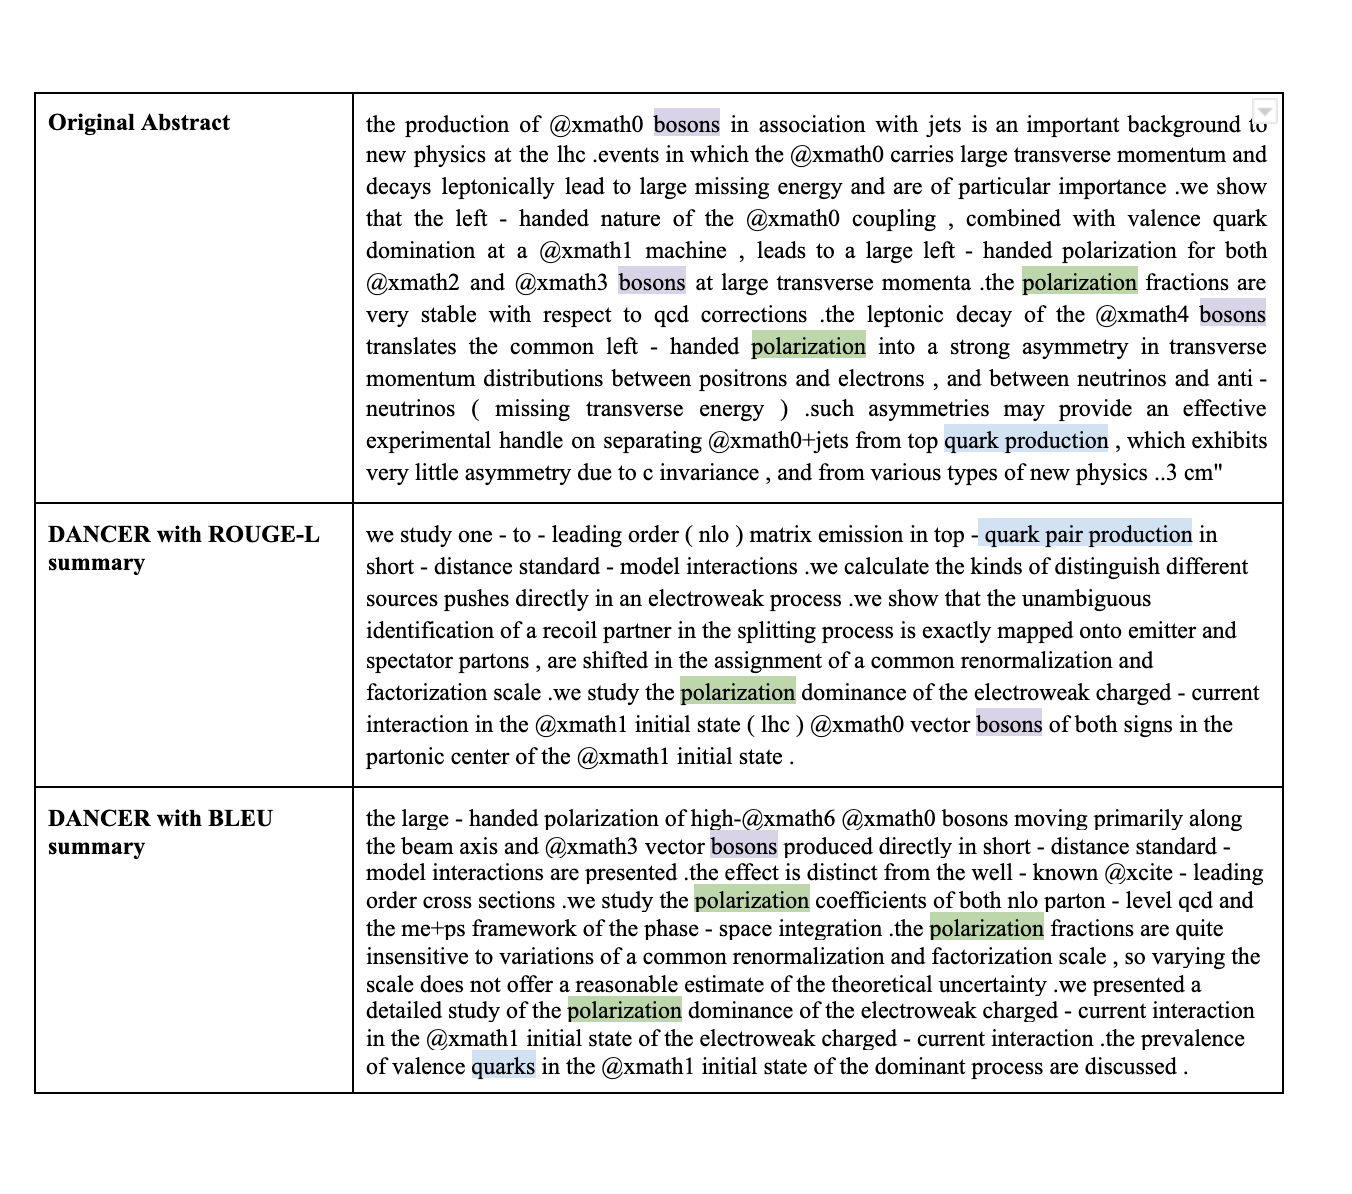 Original Abstract
the production of @xmath0 bosons in association with jets is an important background to
new physics at the lhc .events in which the @xmath0 carries large transverse momentum and
decays leptonically lead to large missing energy and are of particular importance .we show
that the left - handed nature of the @xmath0 coupling , combined with valence quark
domination at a @xmath1 machine , leads to a large left - handed polarization for both
@xmath2 and @xmath3 bosons at large transverse momenta .the polarization fractions are
very stable with respect to qcd corrections .the leptonic decay of the @xmath4 bosons
translates the common left - handed polarization into a strong asymmetry in transverse
momentum distributions between positrons and electrons , and between neutrinos and anti -
neutrinos ( missing transverse energy ) .such asymmetries may provide an effective
experimental handle on separating @xmath0+jets from top quark production , which exhibits
very little asymmetry due to c invariance , and from various types of new physics ..3 cm"
DANCER with ROUGE-L
summary
we study one - to - leading order ( nlo ) matrix emission in top - quark pair production in
short - distance standard - model interactions .we calculate the kinds of distinguish different
sources pushes directly in an electroweak process .we show that the unambiguous
identification of a recoil partner in the splitting process is exactly mapped onto emitter and
spectator partons , are shifted in the assignment of a common renormalization and
factorization scale .we study the polarization dominance of the electroweak charged - current
interaction in the @xmath1 initial state ( lhc ) @xmath0 vector bosons of both signs in the
partonic center of the @xmath1 initial state .
DANCER with BLEU
summary
the large - handed polarization of high-@xmath6 @xmath0 bosons moving primarily along
the beam axis and @xmath3 vector bosons produced directly in short - distance standard -
model interactions are presented .the effect is distinct from the well - known @xcite - leading
order cross sections .we study the polarization coefficients of both nlo parton - level qcd and
the me+ps framework of the phase - space integration .the polarization fractions are quite
insensitive to variations of a common renormalization and factorization scale , so varying the
scale does not offer a reasonable estimate of the theoretical uncertainty .we presented a
detailed study of the polarization dominance of the electroweak charged - current interaction
in the @xmath1 initial state of the electroweak charged - current interaction .the prevalence
of valence quarks in the @xmath1 initial state of the dominant process are discussed .